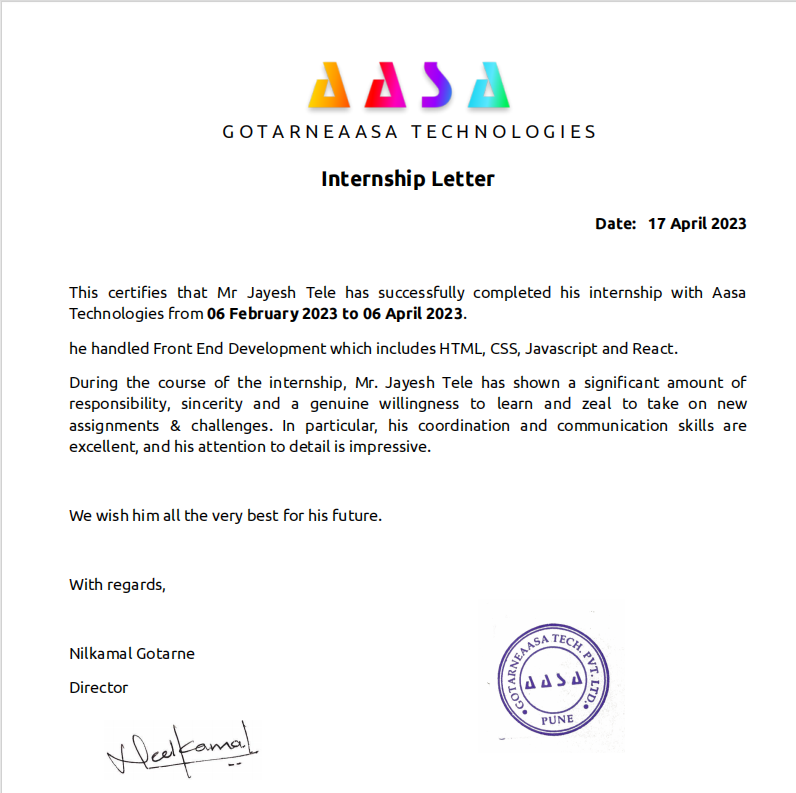 AASA
GOTARNEAASA TECHNOLOGIES
Internship Letter
Date: 17 April 2023
This certifies that Mr Jayesh Tele has successfully completed his internship with Aasa
Technologies from 06 February 2023 to 06 April 2023.
he handled Front End Development which includes HTML, CSS, Javascript and React.
During the course of the internship, Mr. Jayesh Tele has shown a significant amount of
responsibility, sincerity and a genuine willingness to learn and zeal to take on new
assignments & challenges. In particular, his coordination and communication skills are
excellent, and his attention to detail is impressive.
We wish him all the very best for his future.
With regards,
Nilkamal Gotarne
Director
Neelkamal
GOTARNEAASA TECH. PVT. LTD.
AASA
PUNE